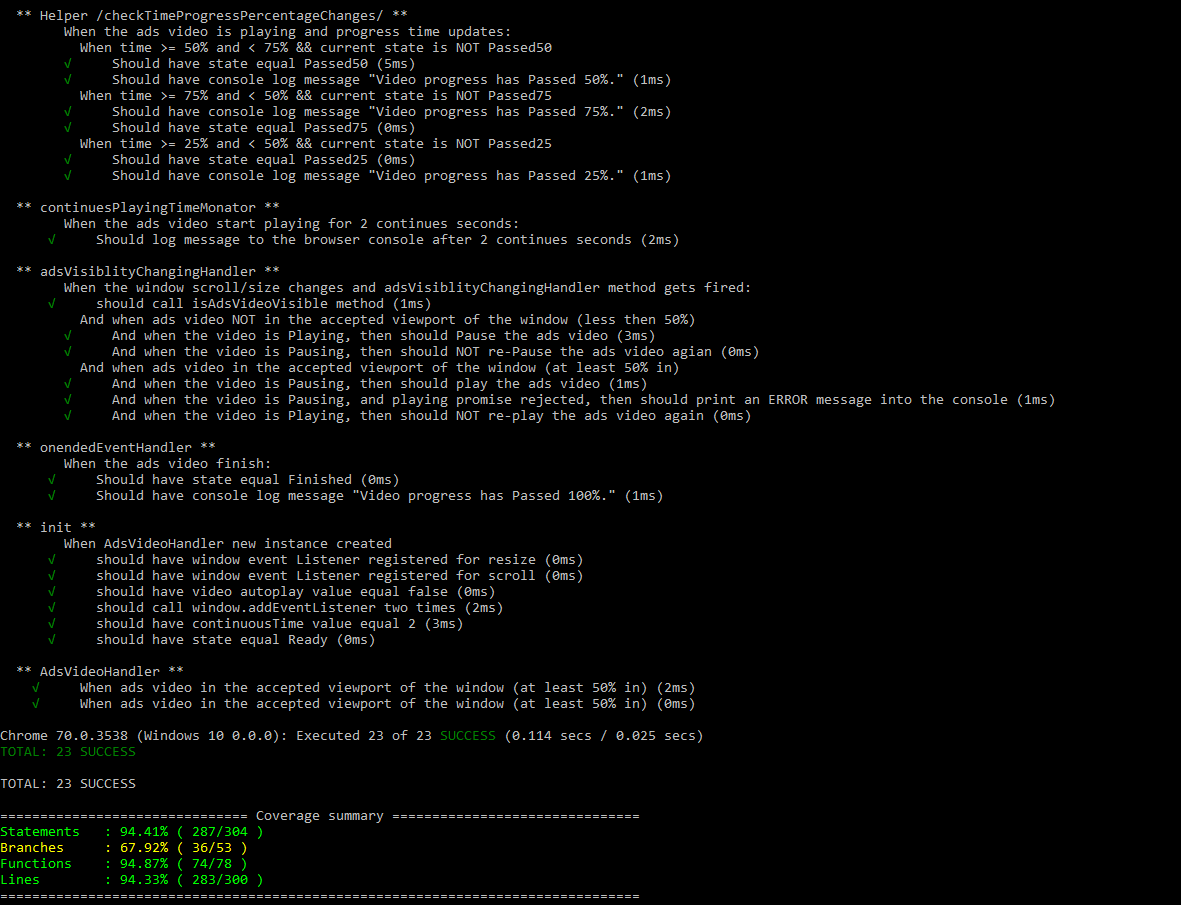 ** Helper /checkTimeProgressPercentageChanges/ **
When the ads video is playing and progress time updates:
When time >= 50% and < 75% && current state is NOT Passed50
√ Should have state equal Passed50 (5ms)
√ Should have console log message "Video progress has Passed 50%." (1ms)
When time >= 75% and < 50% && current state is NOT Passed75
√ Should have console log message "Video progress has Passed 75%." (2ms)
√ Should have state equal Passed75 (0ms)
When time >= 25% and < 50% && current state is NOT Passed25
√ Should have state equal Passed25 (0ms)
√ Should have console log message "Video progress has Passed 25%." (1ms)
** continuesPlayingTimeMonator **
When the ads video start playing for 2 continues seconds:
√ Should log message to the browser console after 2 continues seconds (2ms)
** adsVisiblityChangingHandler **
When the window scroll/size changes and adsVisiblityChangingHandler method gets fired:
√ should call isAdsVideoVisible method (1ms)
And when ads video NOT in the accepted viewport of the window (less then 50%)
√ And when the video is Playing, then should Pause the ads video (3ms)
√ And when the video is Pausing, then should NOT re-Pause the ads video agian (0ms)
And when ads video in the accepted viewport of the window (at least 50% in)
√ And when the video is Pausing, then should play the ads video (1ms)
√ And when the video is Pausing, and playing promise rejected, then should print an ERROR message into the console (1ms)
√ And when the video is Playing, then should NOT re-play the ads video again (0ms)
** onendedEventHandler **
When the ads video finish:
√ Should have state equal Finished (0ms)
√ Should have console log message "Video progress has Passed 100%." (1ms)
** init **
When AdsVideoHandler new instance created
√ should have window event Listener registered for resize (0ms)
√ should have window event Listener registered for scroll (0ms)
√ should have video autoplay value equal false (0ms)
√ should call window.addEventListener two times (2ms)
√ should have continuousTime value equal 2 (3ms)
√ should have state equal Ready (0ms)
** AdsVideoHandler **
√ When ads video in the accepted viewport of the window (at least 50% in) (2ms)
√ When ads video in the accepted viewport of the window (at least 50% in) (0ms)
Chrome 70.0.3538 (Windows 10 0.0.0): Executed 23 of 23 SUCCESS (0.114 secs / 0.025 secs)
TOTAL: 23 SUCCESS
TOTAL: 23 SUCCESS
=============================== Coverage summary ===============================
Statements : 94.41% ( 287/304 )
Branches : 67.92% ( 36/53 )
Functions : 94.87% ( 74/78 )
Lines : 94.33% ( 283/300 )
================================================================================